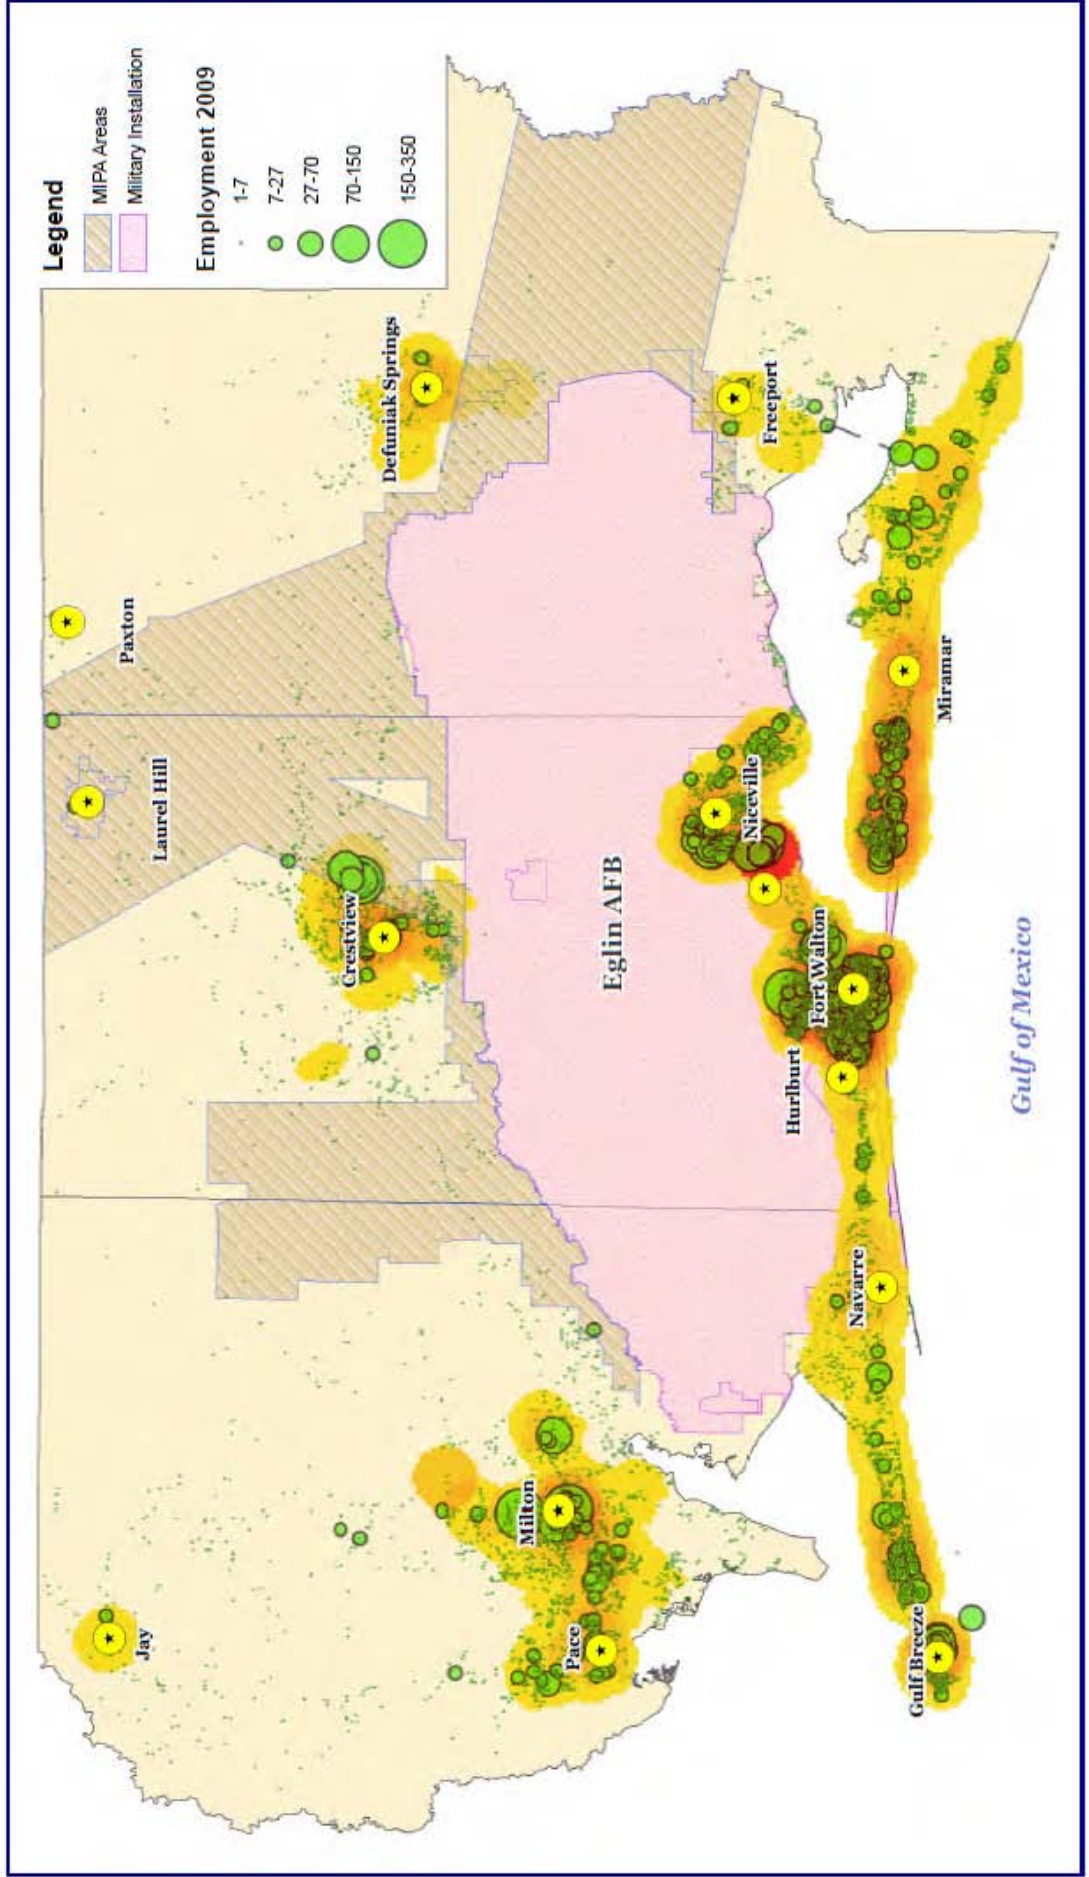 Legend
MIPA Areas
Military Installation
Employment 2009
1-7
7-27
27-70
70-150
150-350
Paxton
Laurel Hill
Defuniak Springs
Jay
Crestview
Freeport
Eglin AFB
Niceville
Milton
Pace
Fort Walton
Hurlburt
Miramar
Navarre
Gulf Breeze
Gulf of Mexico